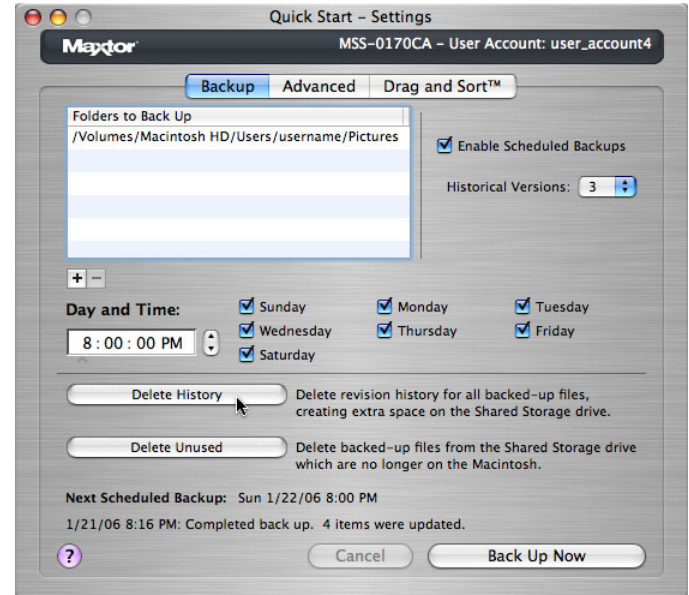 Quick Start – Settings
Maxtor
MSS-0170CA – User Account: user_account4
Backup
Advanced
Drag and Sort™
Folders to Back Up
/Volumes/Macintosh HD/Users/username/Pictures
Enable Scheduled Backups
Historical Versions: 3
+ −
Day and Time:
8 : 00 : 00 PM
Sunday
Monday
Tuesday
Wednesday
Thursday
Friday
Saturday
Delete History
Delete revision history for all backed-up files,
creating extra space on the Shared Storage drive.
Delete Unused
Delete backed-up files from the Shared Storage drive
which are no longer on the Macintosh.
Next Scheduled Backup: Sun 1/22/06 8:00 PM
1/21/06 8:16 PM: Completed back up. 4 items were updated.
?
Cancel
Back Up Now